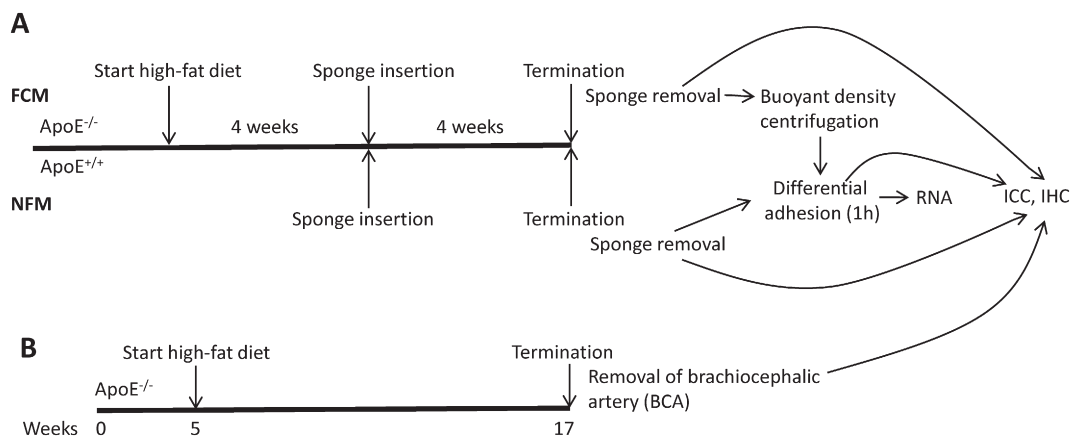 A
Start high-fat diet
Sponge insertion
Termination
FCM
Sponge removal
Buoyant density
centrifugation
ApoE-/-
4 weeks
4 weeks
ApoE+/+
NFM
Differential
adhesion (1h)
RNA
ICC, IHC
Sponge insertion
Termination
Sponge removal
B
Start high-fat diet
Termination
ApoE-/-
Removal of brachiocephalic
artery (BCA)
Weeks 0 5 17